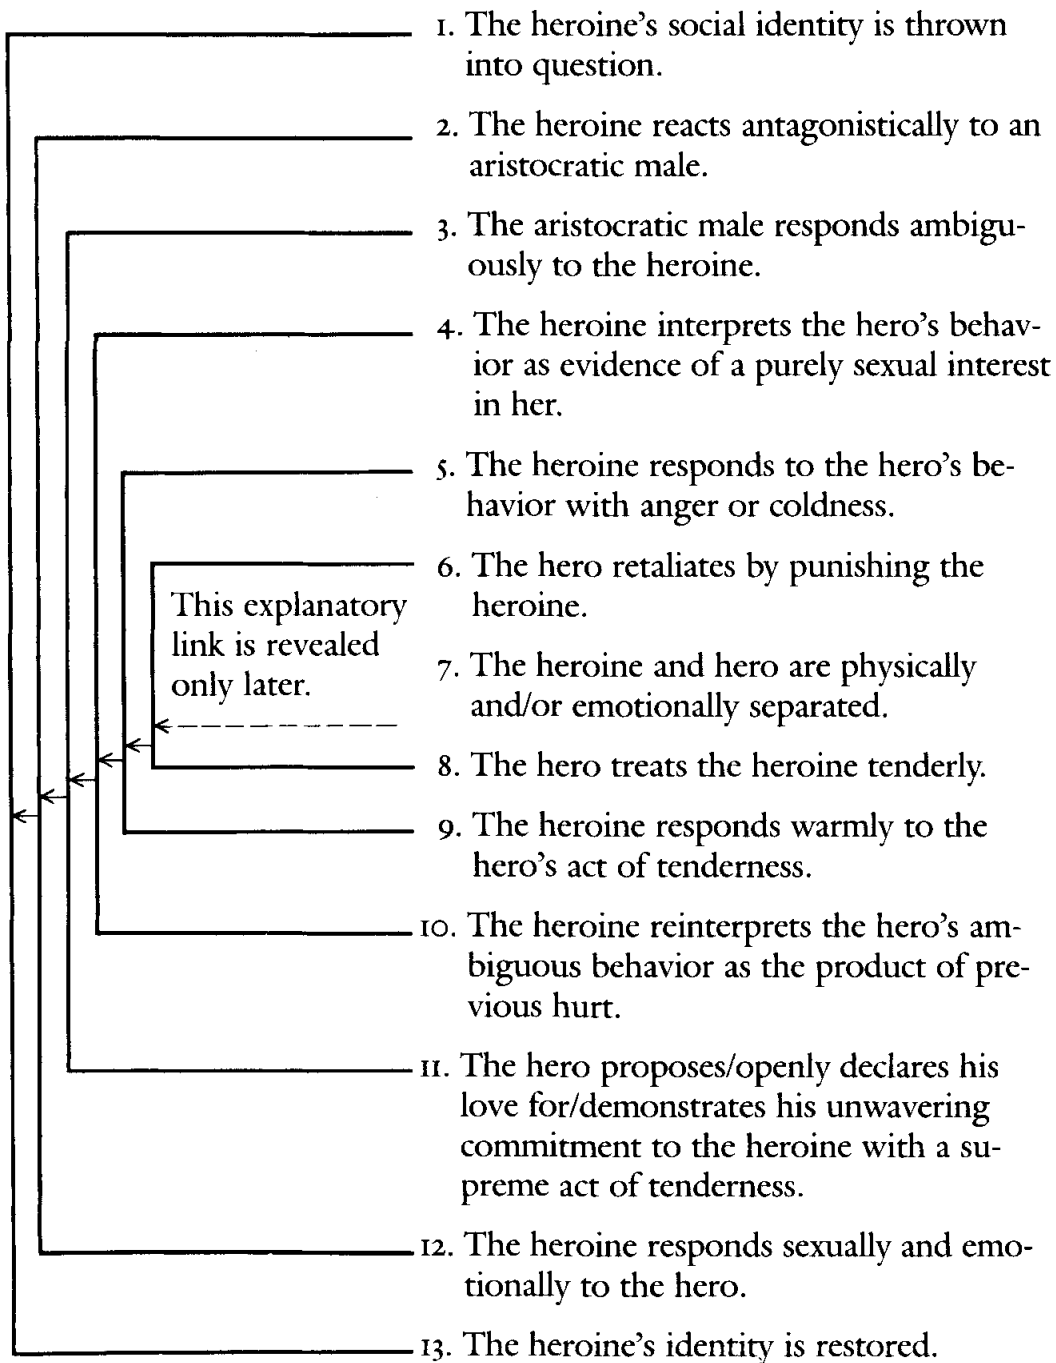 1. The heroine's social identity is thrown
into question.
2. The heroine reacts antagonistically to an
aristocratic male.
3. The aristocratic male responds ambigu-
ously to the heroine.
4. The heroine interprets the hero's behav-
ior as evidence of a purely sexual interest
in her.
5. The heroine responds to the hero's be-
havior with anger or coldness.
6. The hero retaliates by punishing the
heroine.
This explanatory
link is revealed
only later.
7. The heroine and hero are physically
and/or emotionally separated.
8. The hero treats the heroine tenderly.
9. The heroine responds warmly to the
hero's act of tenderness.
10. The heroine reinterprets the hero's am-
biguous behavior as the product of pre-
vious hurt.
11. The hero proposes/openly declares his
love for/demonstrates his unwavering
commitment to the heroine with a su-
preme act of tenderness.
12. The heroine responds sexually and emo-
tionally to the hero.
13. The heroine's identity is restored.